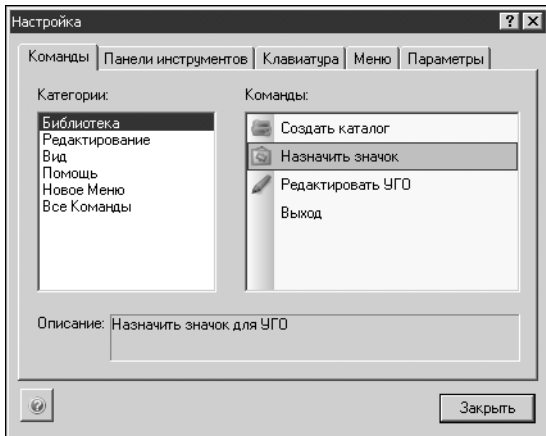 Настройка
Команды Панели инструментов Клавиатура Меню Параметры
Категории: Команды:
Библиотека
Редактирование
Вид
Помощь
Новое Меню
Все Команды
Создать каталог
Назначить значок
Редактировать УГО
Выход
Описание: Назначить значок для УГО
Закрыть